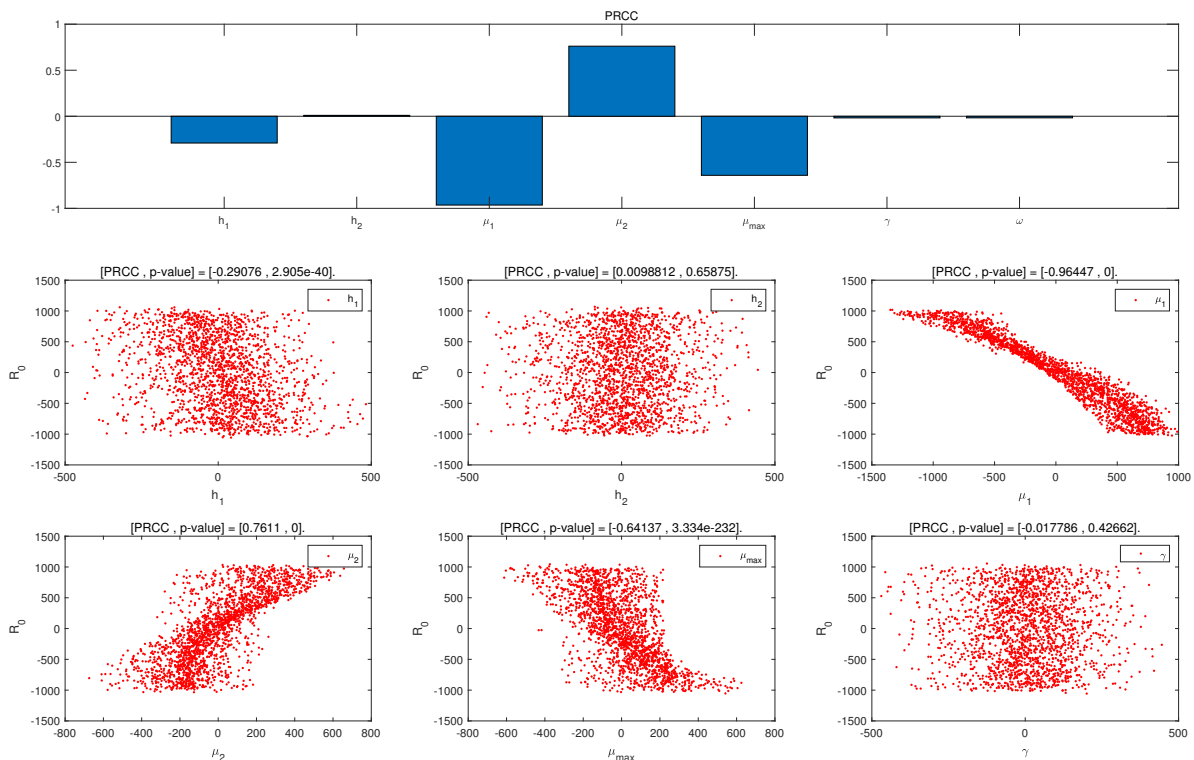 PRCC
1
0.5
0
-0.5
-1
h1 h2 μ1 μ2 μmax γ ω
[PRCC , p-value] = [-0.29076 , 2.905e-40].
1500
1000
500
0
-500
-1000
-1500
R0
h1
-500 0 500
h1
[PRCC , p-value] = [0.0098812 , 0.65875].
1500
1000
500
0
-500
-1000
-1500
R0
h2
-500 0 500
h2
[PRCC , p-value] = [-0.96447 , 0].
1500
1000
500
0
-500
-1000
-1500
R0
μ1
-1500 -1000 -500 0 500 1000
μ1
[PRCC , p-value] = [0.7611 , 0].
1500
1000
500
0
-500
-1000
-1500
R0
μ2
-800 -600 -400 -200 0 200 400 600 800
μ2
[PRCC , p-value] = [-0.64137 , 3.334e-232].
1500
1000
500
0
-500
-1000
-1500
R0
μmax
-800 -600 -400 -200 0 200 400 600 800
μmax
[PRCC , p-value] = [-0.017786 , 0.42662].
1500
1000
500
0
-500
-1000
-1500
R0
γ
-500 0 500
γ